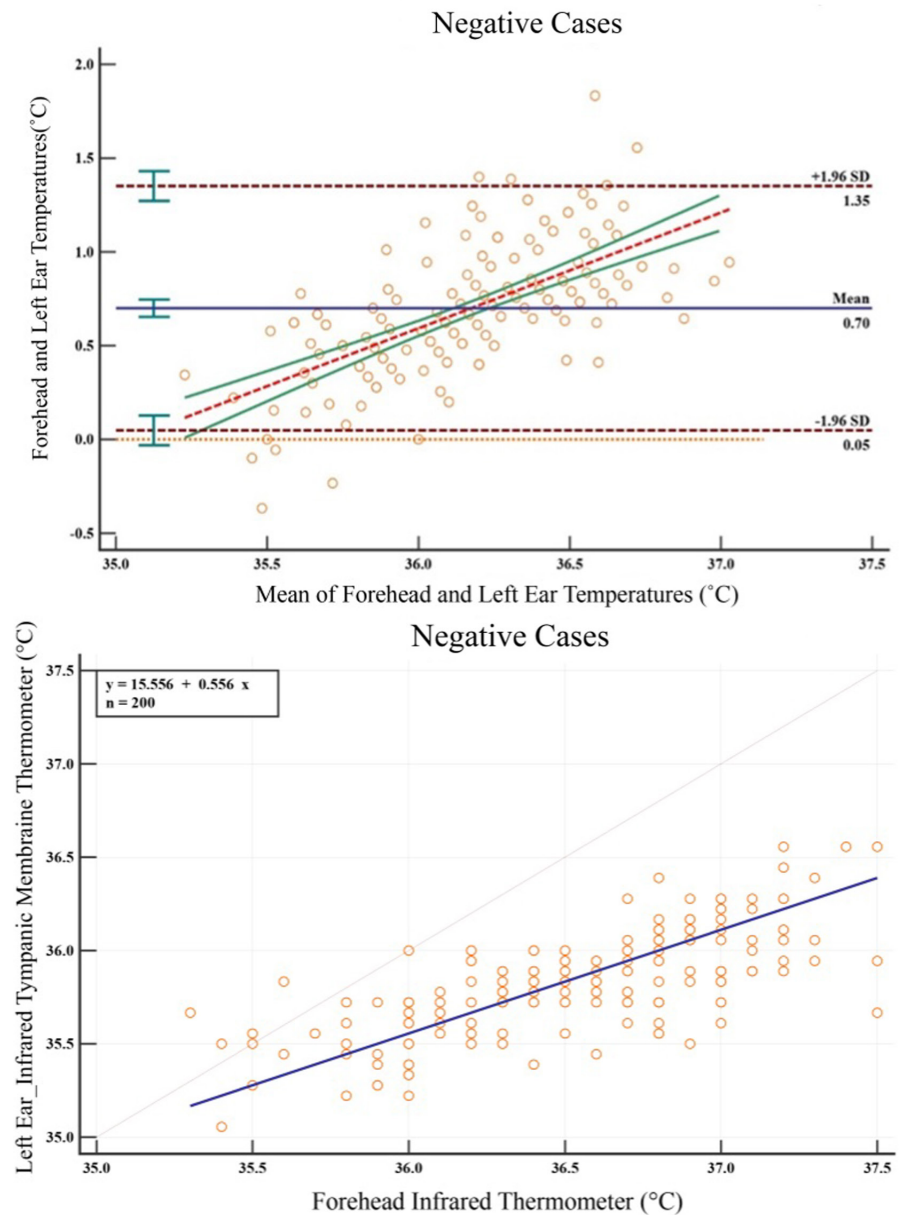 Negative Cases
Forehead and Left Ear Temperatures(˚C)
2.0
1.5
1.0
0.5
0.0
-0.5
+1.96 SD
1.35
Mean
0.70
-1.96 SD
0.05
35.0 35.5 36.0 36.5 37.0 37.5
Mean of Forehead and Left Ear Temperatures (˚C)
Negative Cases
Left Ear_Infrared Tympanic Membraine Thermometer (°C)
37.5
37.0
36.5
36.0
35.5
35.0
y = 15.556 + 0.556 x
n = 200
35.0 35.5 36.0 36.5 37.0 37.5
Forehead Infrared Thermometer (°C)